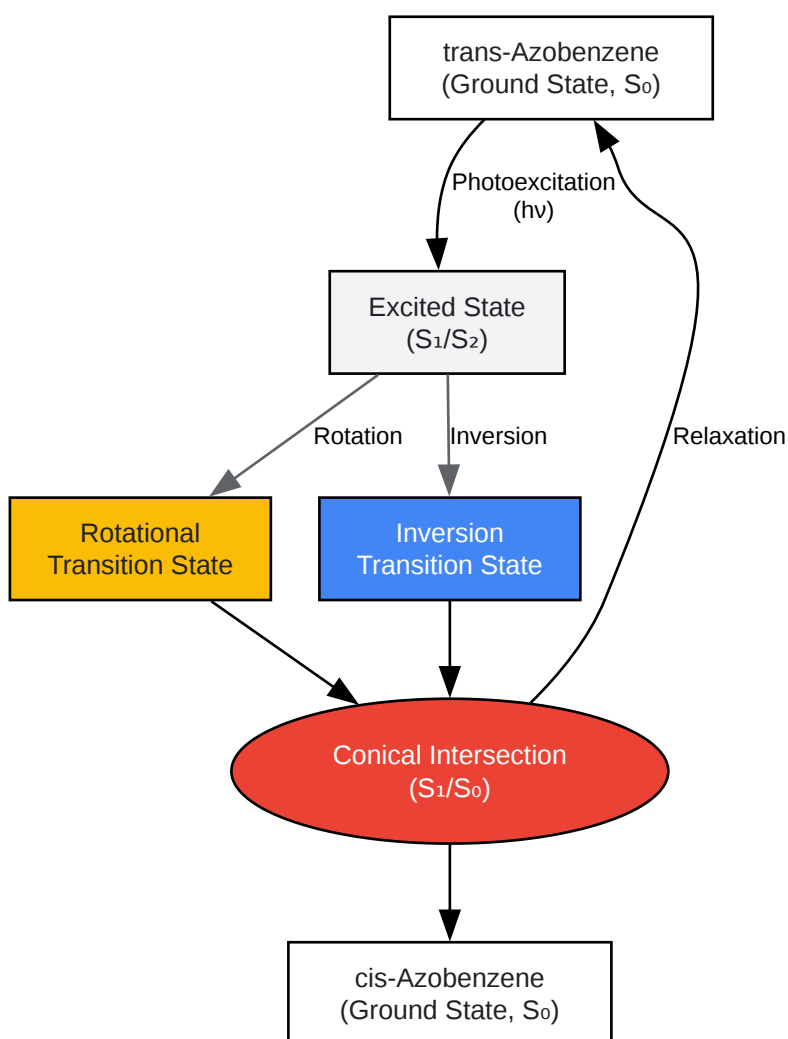 trans-Azobenzene
(Ground State, S₀)
Photoexcitation
(hν)
Excited State
(S₁/S₂)
Rotation
Inversion
Relaxation
Rotational
Transition State
Inversion
Transition State
Conical Intersection
(S₁/S₀)
cis-Azobenzene
(Ground State, S₀)